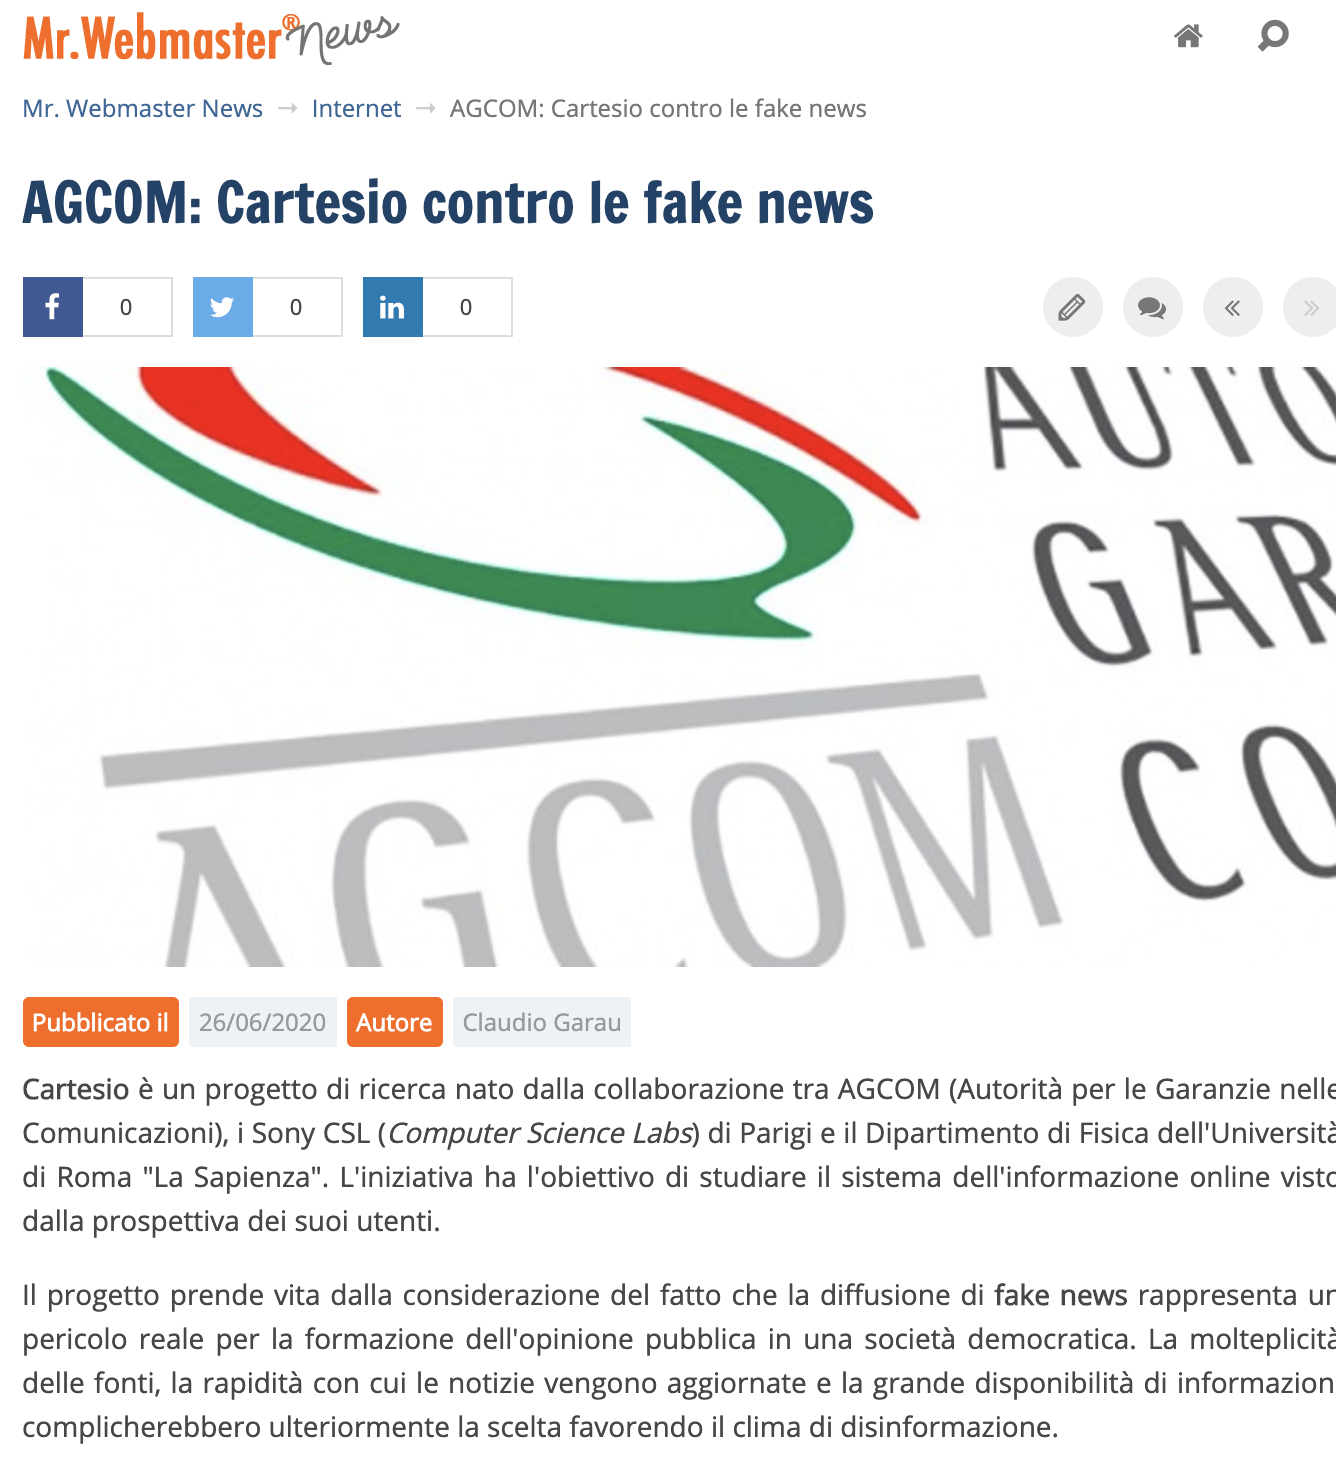 Mr.Webmaster® News
Mr. Webmaster News → Internet → AGCOM: Cartesio contro le fake news
AGCOM: Cartesio contro le fake news
0 0 in 0
AUTO
GAR
AGCOM CO
Pubblicato il 26/06/2020 Autore Claudio Garau
Cartesio è un progetto di ricerca nato dalla collaborazione tra AGCOM (Autorità per le Garanzie nelle
Comunicazioni), i Sony CSL (Computer Science Labs) di Parigi e il Dipartimento di Fisica dell'Università
di Roma "La Sapienza". L'iniziativa ha l'obiettivo di studiare il sistema dell'informazione online visto
dalla prospettiva dei suoi utenti.
Il progetto prende vita dalla considerazione del fatto che la diffusione di fake news rappresenta un
pericolo reale per la formazione dell'opinione pubblica in una società democratica. La molteplicità
delle fonti, la rapidità con cui le notizie vengono aggiornate e la grande disponibilità di informazion
complicherebbero ulteriormente la scelta favorendo il clima di disinformazione.